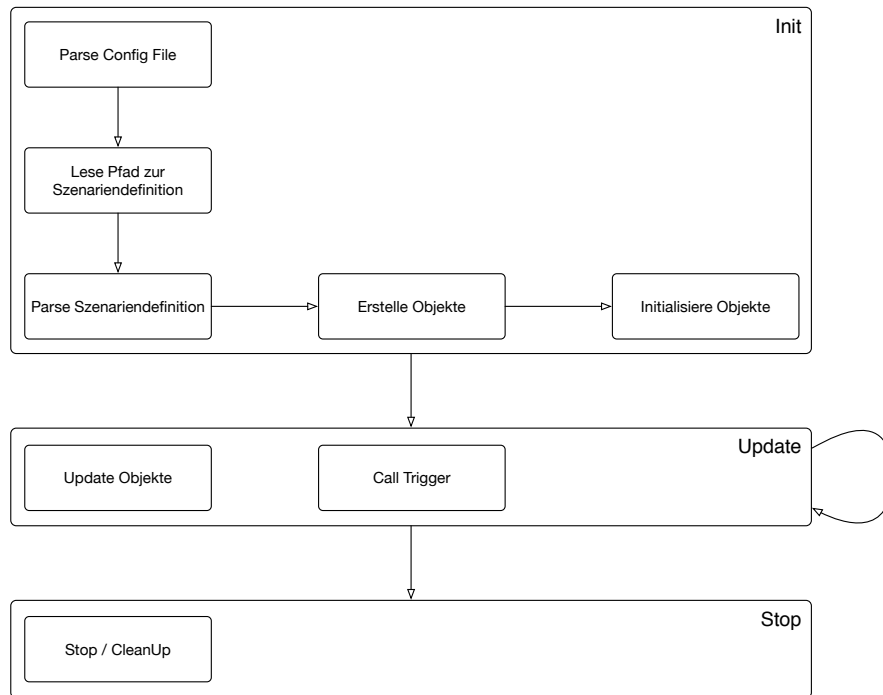 Init
Parse Config File
Lese Pfad zur
Szenariendefinition
Parse Szenariendefinition
Erstelle Objekte
Initialisiere Objekte
Update
Update Objekte
Call Trigger
Stop
Stop / CleanUp